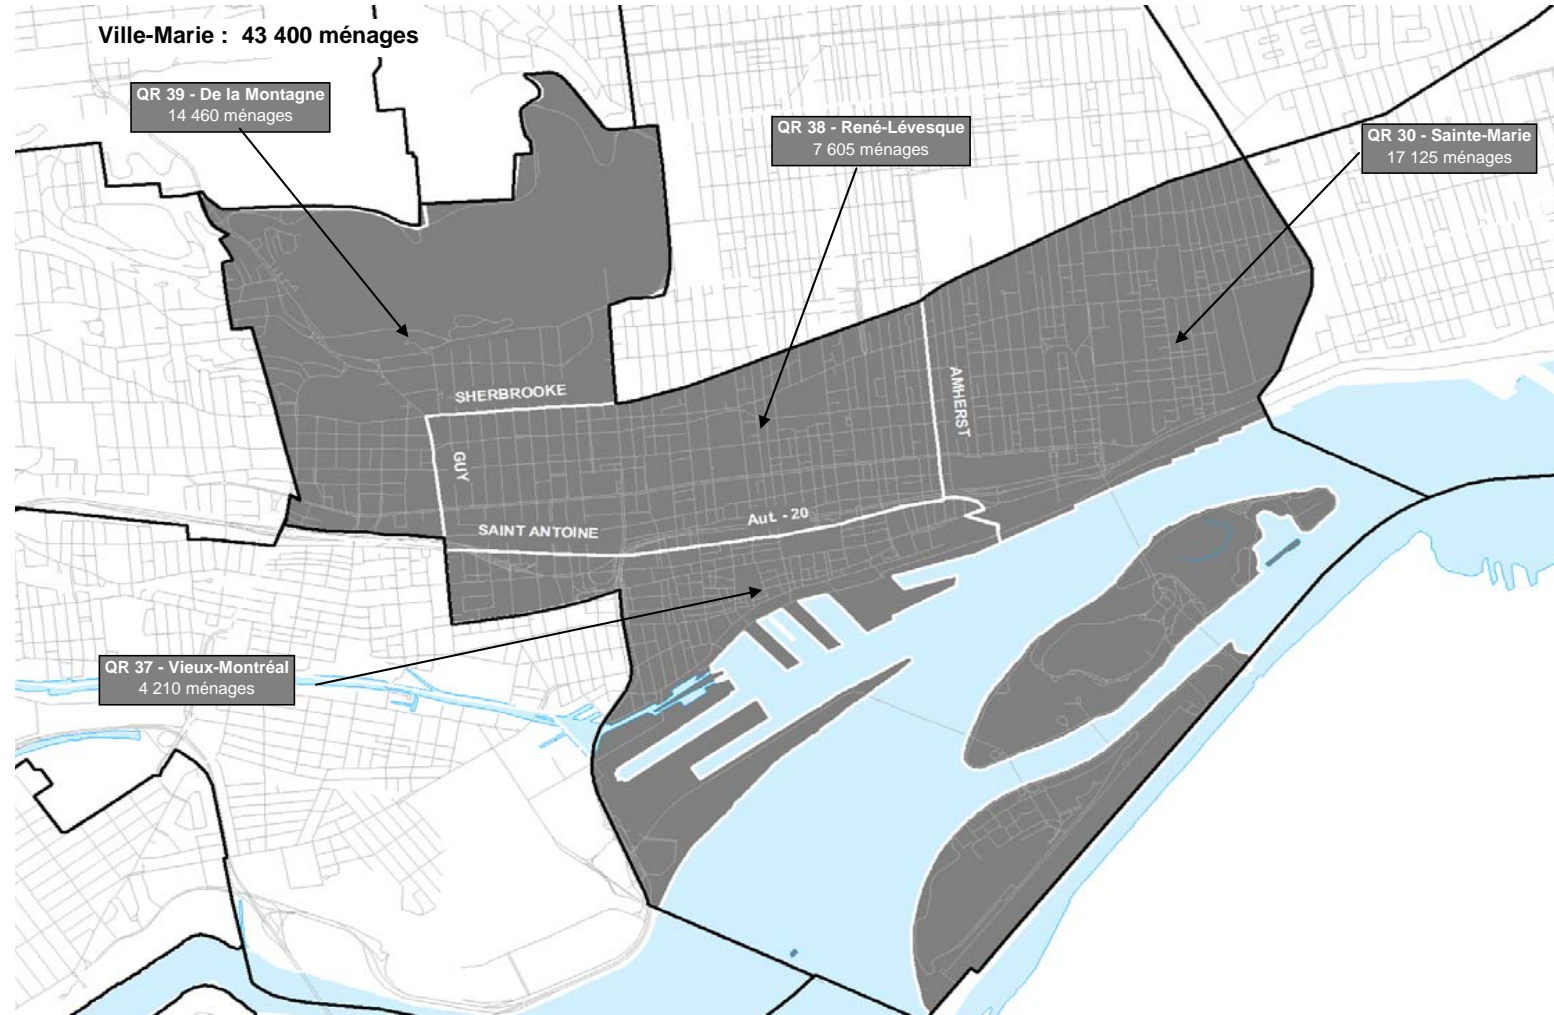 Ville-Marie : 43 400 ménages
QR 39 - De la Montagne
14 460 ménages
QR 38 - René-Lévesque
7 605 ménages
QR 30 - Sainte-Marie
17 125 ménages
SHERBROOKE
AMHERST
GUY
SAINT ANTOINE
Aut. - 20
QR 37 - Vieux-Montréal
4 210 ménages